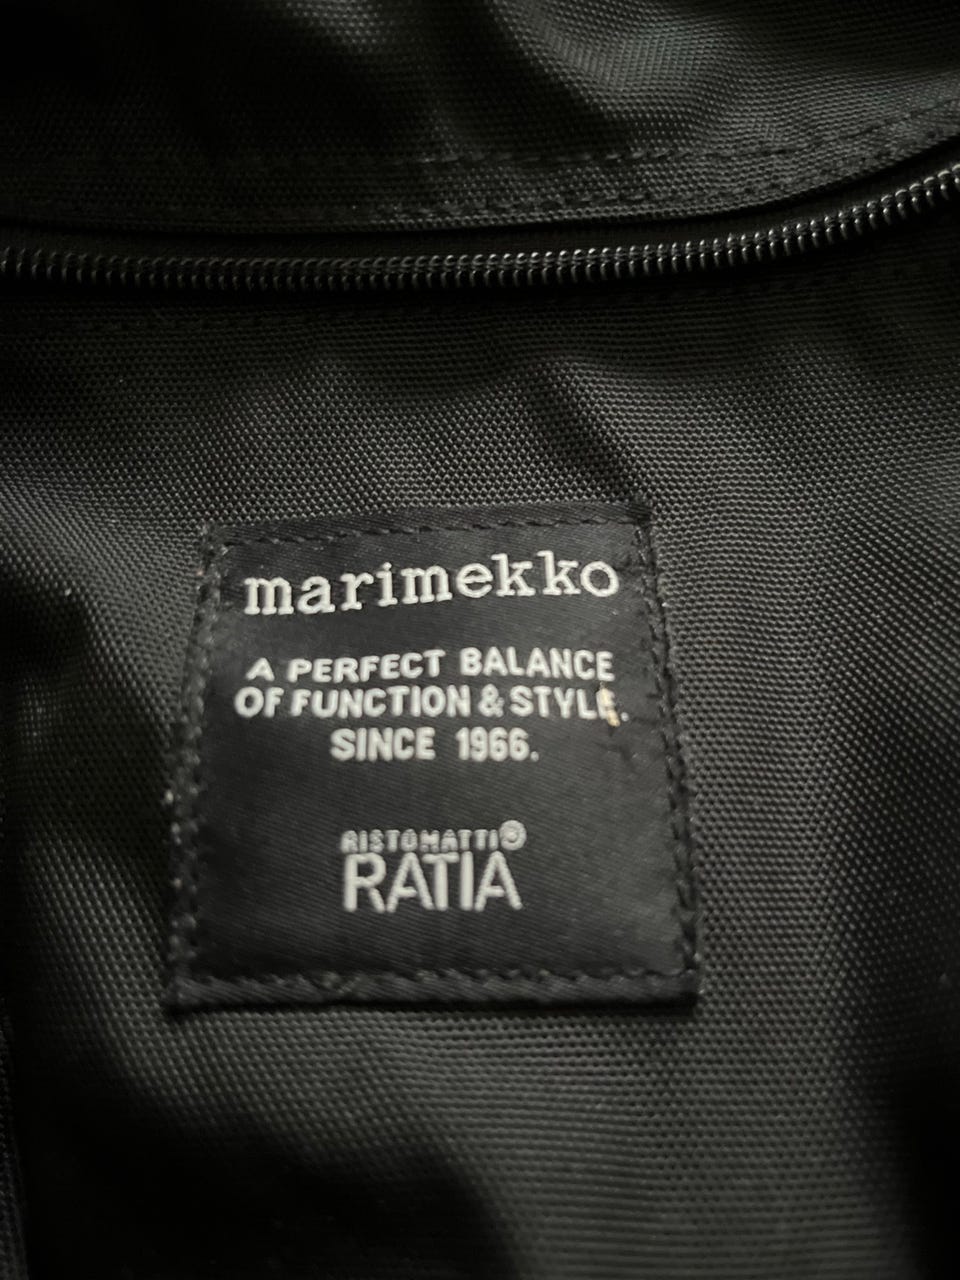 marimekko
A PERFECT BALANCE
OF FUNCTION & STYLE.
SINCE 1966.
RISTOMATTI®
RATIA